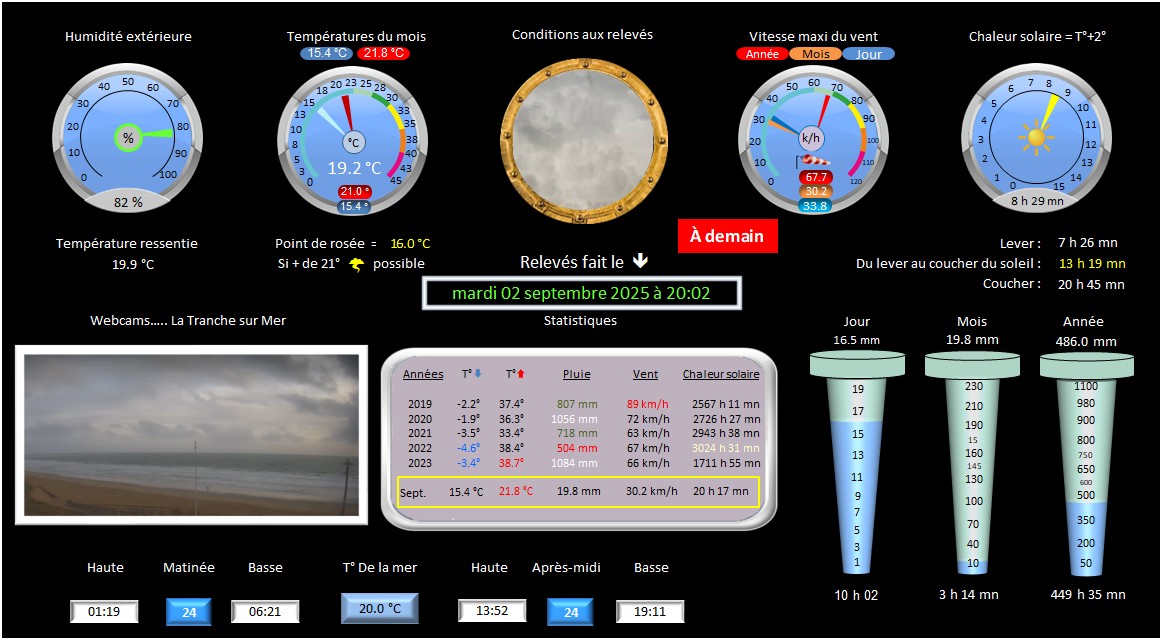 Humidité extérieure
0 10 20 30 40 50 60 70 80 90 100
%
82 %
Températures du mois
15.4 °C 21.8 °C
0 3 5 8 10 13 15 18 20 23 25 28 30 33 35 38 40 43 45
°C
19.2 °C
21.0 °
15.4 °
Conditions aux relevés
Vitesse maxi du vent
Année Mois Jour
0 10 20 30 40 50 60 70 80 90 100 110 120
k/h
67.7
30.2
33.8
Chaleur solaire = T°+2°
0 1 2 3 4 5 6 7 8 9 10 11 12 13 14 15
8 h 29 mn
À demain
Température ressentie
19.9 °C
Point de rosée = 16.0 °C
Si + de 21° possible
Relevés fait le
mardi 02 septembre 2025 à 20:02
Lever : 7 h 26 mn
Du lever au coucher du soleil : 13 h 19 mn
Coucher : 20 h 45 mn
Webcams..... La Tranche sur Mer
Statistiques
Années T° T° Pluie Vent Chaleur solaire
2019 -2.2° 37.4° 807 mm 89 km/h 2567 h 11 mn
2020 -1.9° 36.3° 1056 mm 72 km/h 2726 h 27 mn
2021 -3.5° 33.4° 718 mm 63 km/h 2943 h 38 mn
2022 -4.6° 38.4° 504 mm 67 km/h 3024 h 31 mn
2023 -3.4° 38.7° 1084 mm 66 km/h 1711 h 55 mn
Sept. 15.4 °C 21.8 °C 19.8 mm 30.2 km/h 20 h 17 mn
Jour
16.5 mm
19
17
15
13
11
9
7
5
3
1
10 h 02
Mois
19.8 mm
230
210
190
15
160
145
130
100
70
40
10
3 h 14 mn
Année
486.0 mm
1100
980
900
800
750
650
600
500
350
200
50
449 h 35 mn
Haute Matinée Basse T° De la mer Haute Après-midi Basse
01:19 24 06:21 20.0 °C 13:52 24 19:11